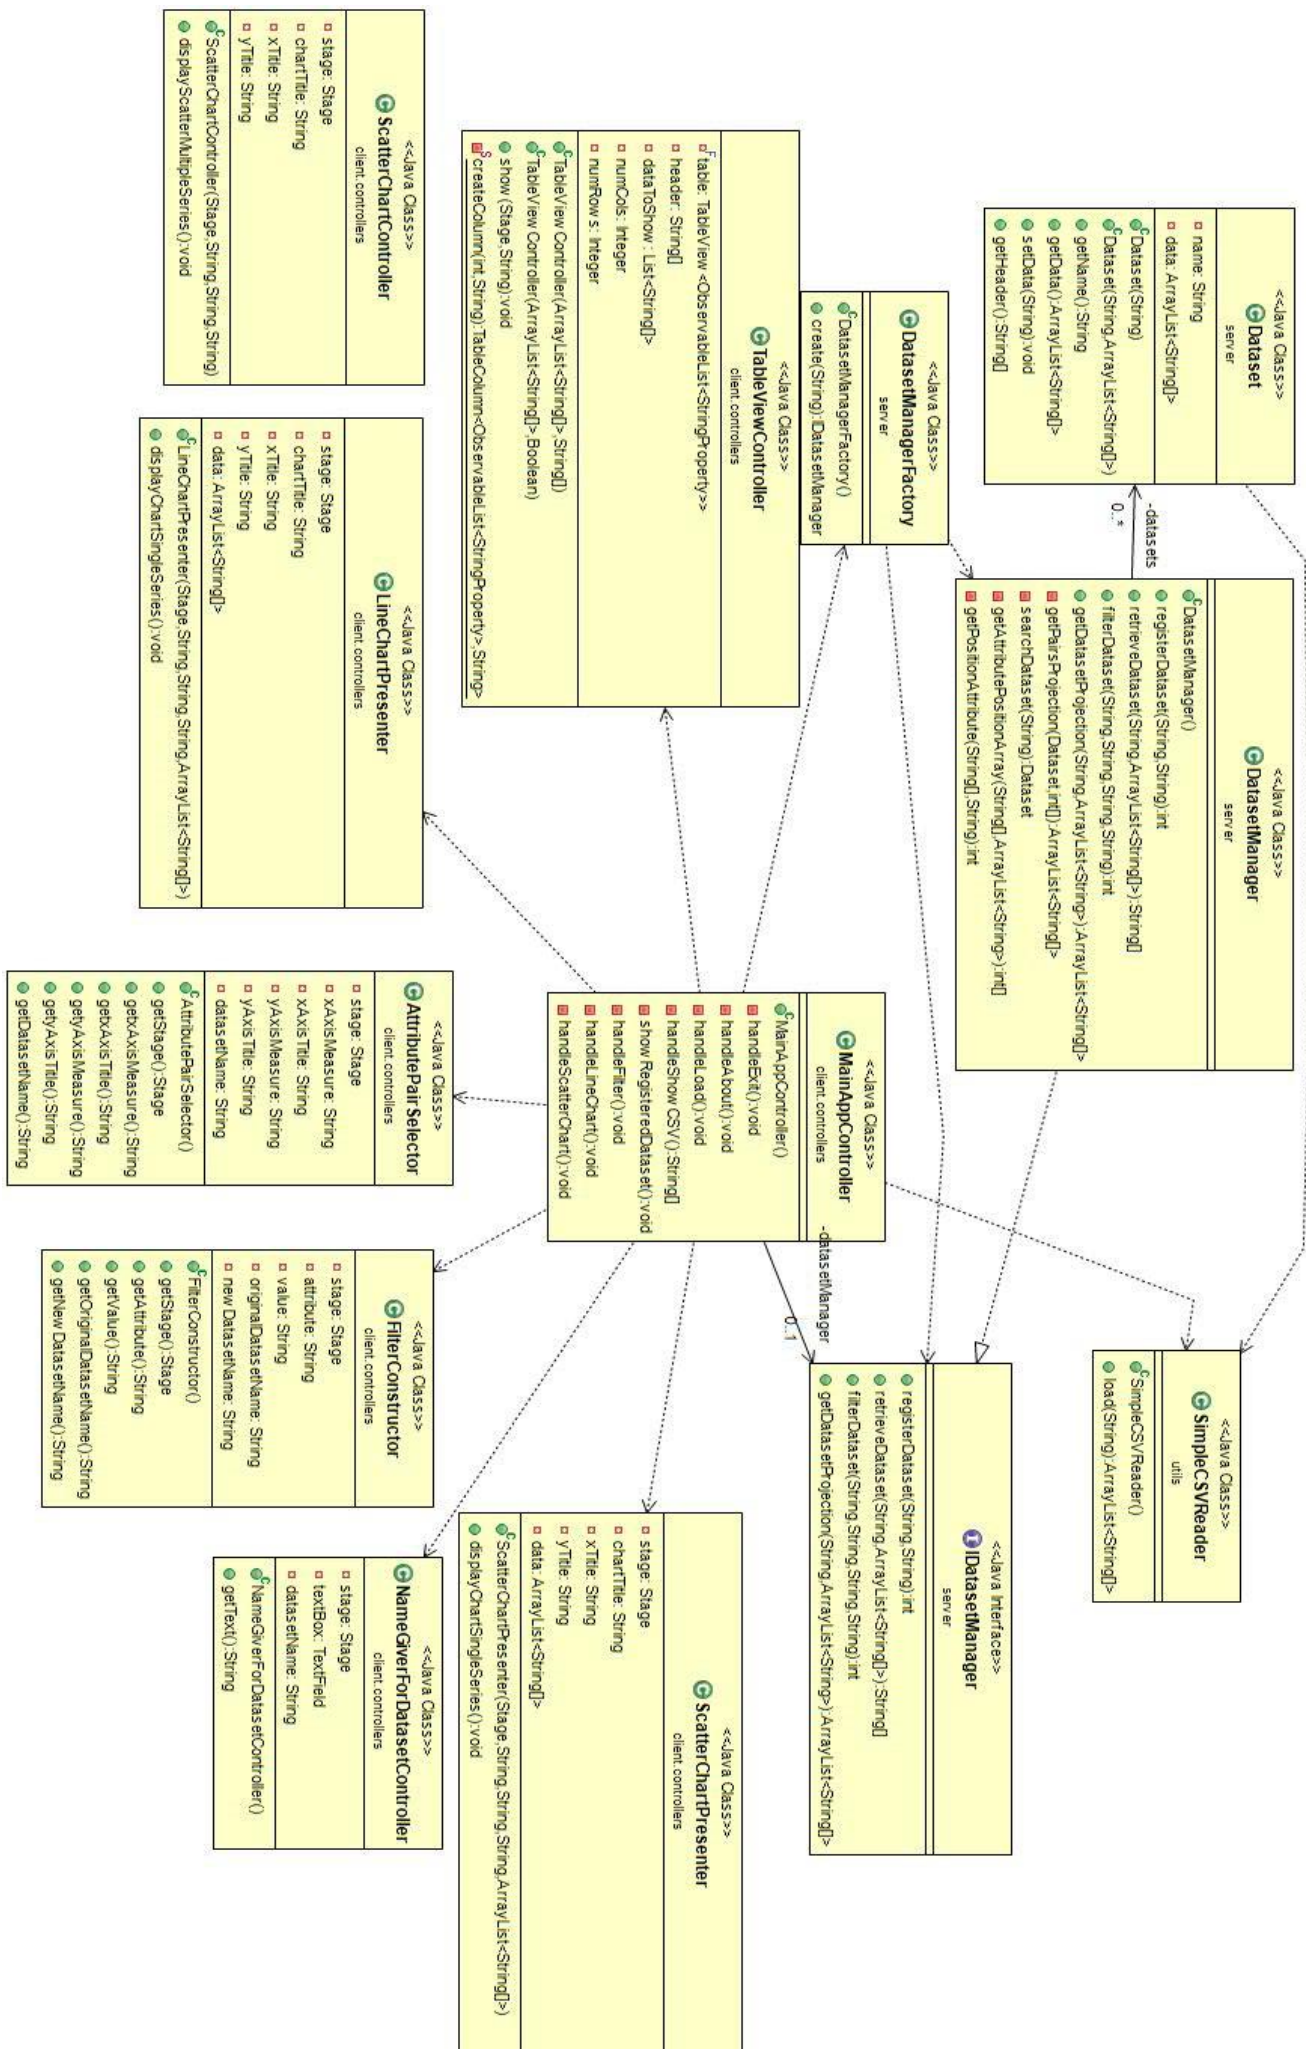 <<Java Class>>
Dataset
server
name: String
data: ArrayList<String[]>
Dataset(String)
Dataset(String,ArrayList<String[]>)
getName():String
getData():ArrayList<String[]>
setData(String):void
getHeader():String[]
-datasets
0..*
<<Java Class>>
DatasetManager
server
DatasetManager()
registerDataset(String,String):int
retrieveDataset(String,ArrayList<String[]>):String[]
filterDataset(String,String,String,String):int
getDatasetProjection(String,ArrayList<String>):ArrayList<String[]>
getPairsProjection(Dataset,int[]):ArrayList<String[]>
searchDataset(String):Dataset
getAttributePositionArray(String[],ArrayList<String>):int[]
getPositionAttribute(String[],String):int
<<Java Class>>
SimpleCSVReader
utils
SimpleCSVReader()
load(String):ArrayList<String[]>
<<Java Class>>
DatasetManagerFactory
server
DatasetManagerFactory()
create(String):IDatasetManager
<<Java Interface>>
IDatasetManager
server
registerDataset(String,String):int
retrieveDataset(String,ArrayList<String[]>):String[]
filterDataset(String,String,String,String):int
getDatasetProjection(String,ArrayList<String>):ArrayList<String[]>
<<Java Class>>
TableViewController
client.controllers
table: TableView<ObservableList<StringProperty>>
header: String[]
dataToShow: List<String[]>
numCols: Integer
numRows: Integer
TableViewController(ArrayList<String[]>,String[])
TableViewController(ArrayList<String[]>,Boolean)
show(Stage,String):void
createColumn(int,String):TableColumn<ObservableList<StringProperty>,String>
<<Java Class>>
MainAppController
client.controllers
MainAppController()
handleExit():void
handleAbout():void
handleLoad():void
handleShowCSV():String[]
showRegisteredDataset():void
handleFilter():void
handleLineChart():void
handleScatterChart():void
-datasetManager
0..1
<<Java Class>>
ScatterChartPresenter
client.controllers
stage: Stage
chartTitle: String
xTitle: String
yTitle: String
data: ArrayList<String[]>
ScatterChartPresenter(Stage,String,String,String,ArrayList<String[]>)
displayChartSingleSeries():void
<<Java Class>>
ScatterChartController
client.controllers
stage: Stage
chartTitle: String
xTitle: String
yTitle: String
ScatterChartController(Stage,String,String,String)
displayScatterMultipleSeries():void
<<Java Class>>
LineChartPresenter
client.controllers
stage: Stage
chartTitle: String
xTitle: String
yTitle: String
data: ArrayList<String[]>
LineChartPresenter(Stage,String,String,String,ArrayList<String[]>)
displayChartSingleSeries():void
<<Java Class>>
AttributePairSelector
client.controllers
stage: Stage
xAxisMeasure: String
xAxisTitle: String
yAxisMeasure: String
yAxisTitle: String
datasetName: String
AttributePairSelector()
getStage():Stage
getxAxisMeasure():String
getxAxisTitle():String
getyAxisMeasure():String
getyAxisTitle():String
getDatasetName():String
<<Java Class>>
FilterConstructor
client.controllers
stage: Stage
attribute: String
value: String
originalDatasetName: String
newDatasetName: String
FilterConstructor()
getStage():Stage
getAttribute():String
getValue():String
getOriginalDatasetName():String
getNewDatasetName():String
<<Java Class>>
NameGiverForDatasetController
client.controllers
stage: Stage
textBox: TextField
datasetName: String
NameGiverForDatasetController()
getText():String